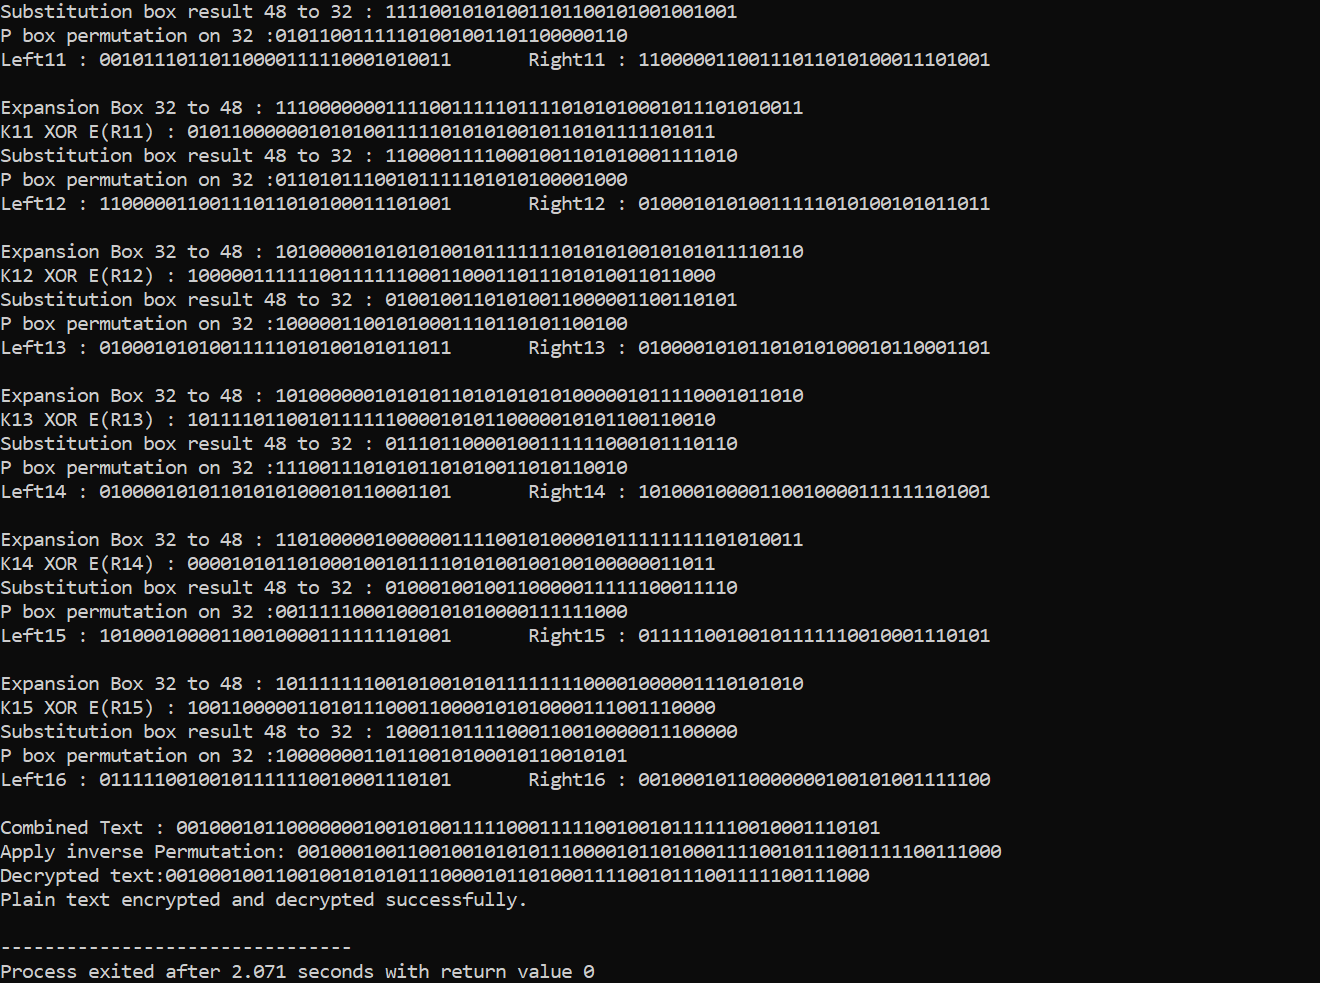 Substitution box result 48 to 32 : 11110010101001101100101001001001
P box permutation on 32 :01011001111101001001101100000110
Left11 : 00101110110110000111110001010011 Right11 : 11000001100111011010100011101001
Expansion Box 32 to 48 : 111000000011110011111011110101010001011101010011
K11 XOR E(R11) : 010110000001010100111110101010010110101111101011
Substitution box result 48 to 32 : 11000011110001001101010001111010
P box permutation on 32 :01101011100101111101010100001000
Left12 : 11000001100111011010100011101001 Right12 : 01000101010011111010100101011011
Expansion Box 32 to 48 : 101000001010101001011111110101010010101011110110
K12 XOR E(R12) : 100000111111001111110001100011011101010011011000
Substitution box result 48 to 32 : 01001001101010011000001100110101
P box permutation on 32 :10000011001010001110110101100100
Left13 : 01000101010011111010100101011011 Right13 : 01000010101101010100010110001101
Expansion Box 32 to 48 : 101000000101010110101010101000001011110001011010
K13 XOR E(R13) : 101111011001011111100001010110000010101100110010
Substitution box result 48 to 32 : 01110110000100111111000101110110
P box permutation on 32 :11100111010101101010011010110010
Left14 : 01000010101101010100010110001101 Right14 : 10100010000110010000111111101001
Expansion Box 32 to 48 : 110100000100000011110010100001011111111101010011
K14 XOR E(R14) : 000010101101000100101111010100100100100000011011
Substitution box result 48 to 32 : 01000100100110000011111100011110
P box permutation on 32 :00111110001000101010000111111000
Left15 : 10100010000110010000111111101001 Right15 : 01111100100101111110010001110101
Expansion Box 32 to 48 : 101111111001010010101111111100001000001110101010
K15 XOR E(R15) : 100110000011010111000110000101010000111001110000
Substitution box result 48 to 32 : 10001101111000110010000011100000
P box permutation on 32 :10000000110110010100010110010101
Left16 : 01111100100101111110010001110101 Right16 : 00100010110000000100101001111100
Combined Text : 0010001011000000010010100111110001111100100101111110010001110101
Apply inverse Permutation: 0010001001100100101010111000010110100011110010111001111100111000
Decrypted text:0010001001100100101010111000010110100011110010111001111100111000
Plain text encrypted and decrypted successfully.
--------------------------------
Process exited after 2.071 seconds with return value 0